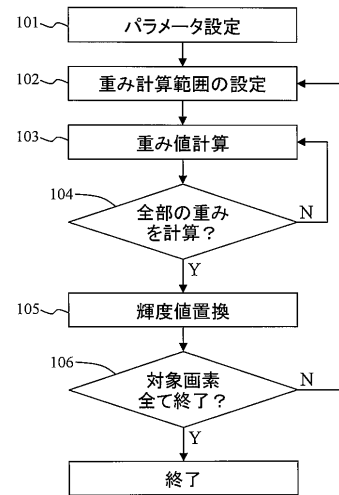 101
パラメータ設定
102
重み計算範囲の設定
103
重み値計算
104
全部の重み
を計算?
N
Y
105
輝度値置換
106
対象画素
全て終了?
N
Y
終了